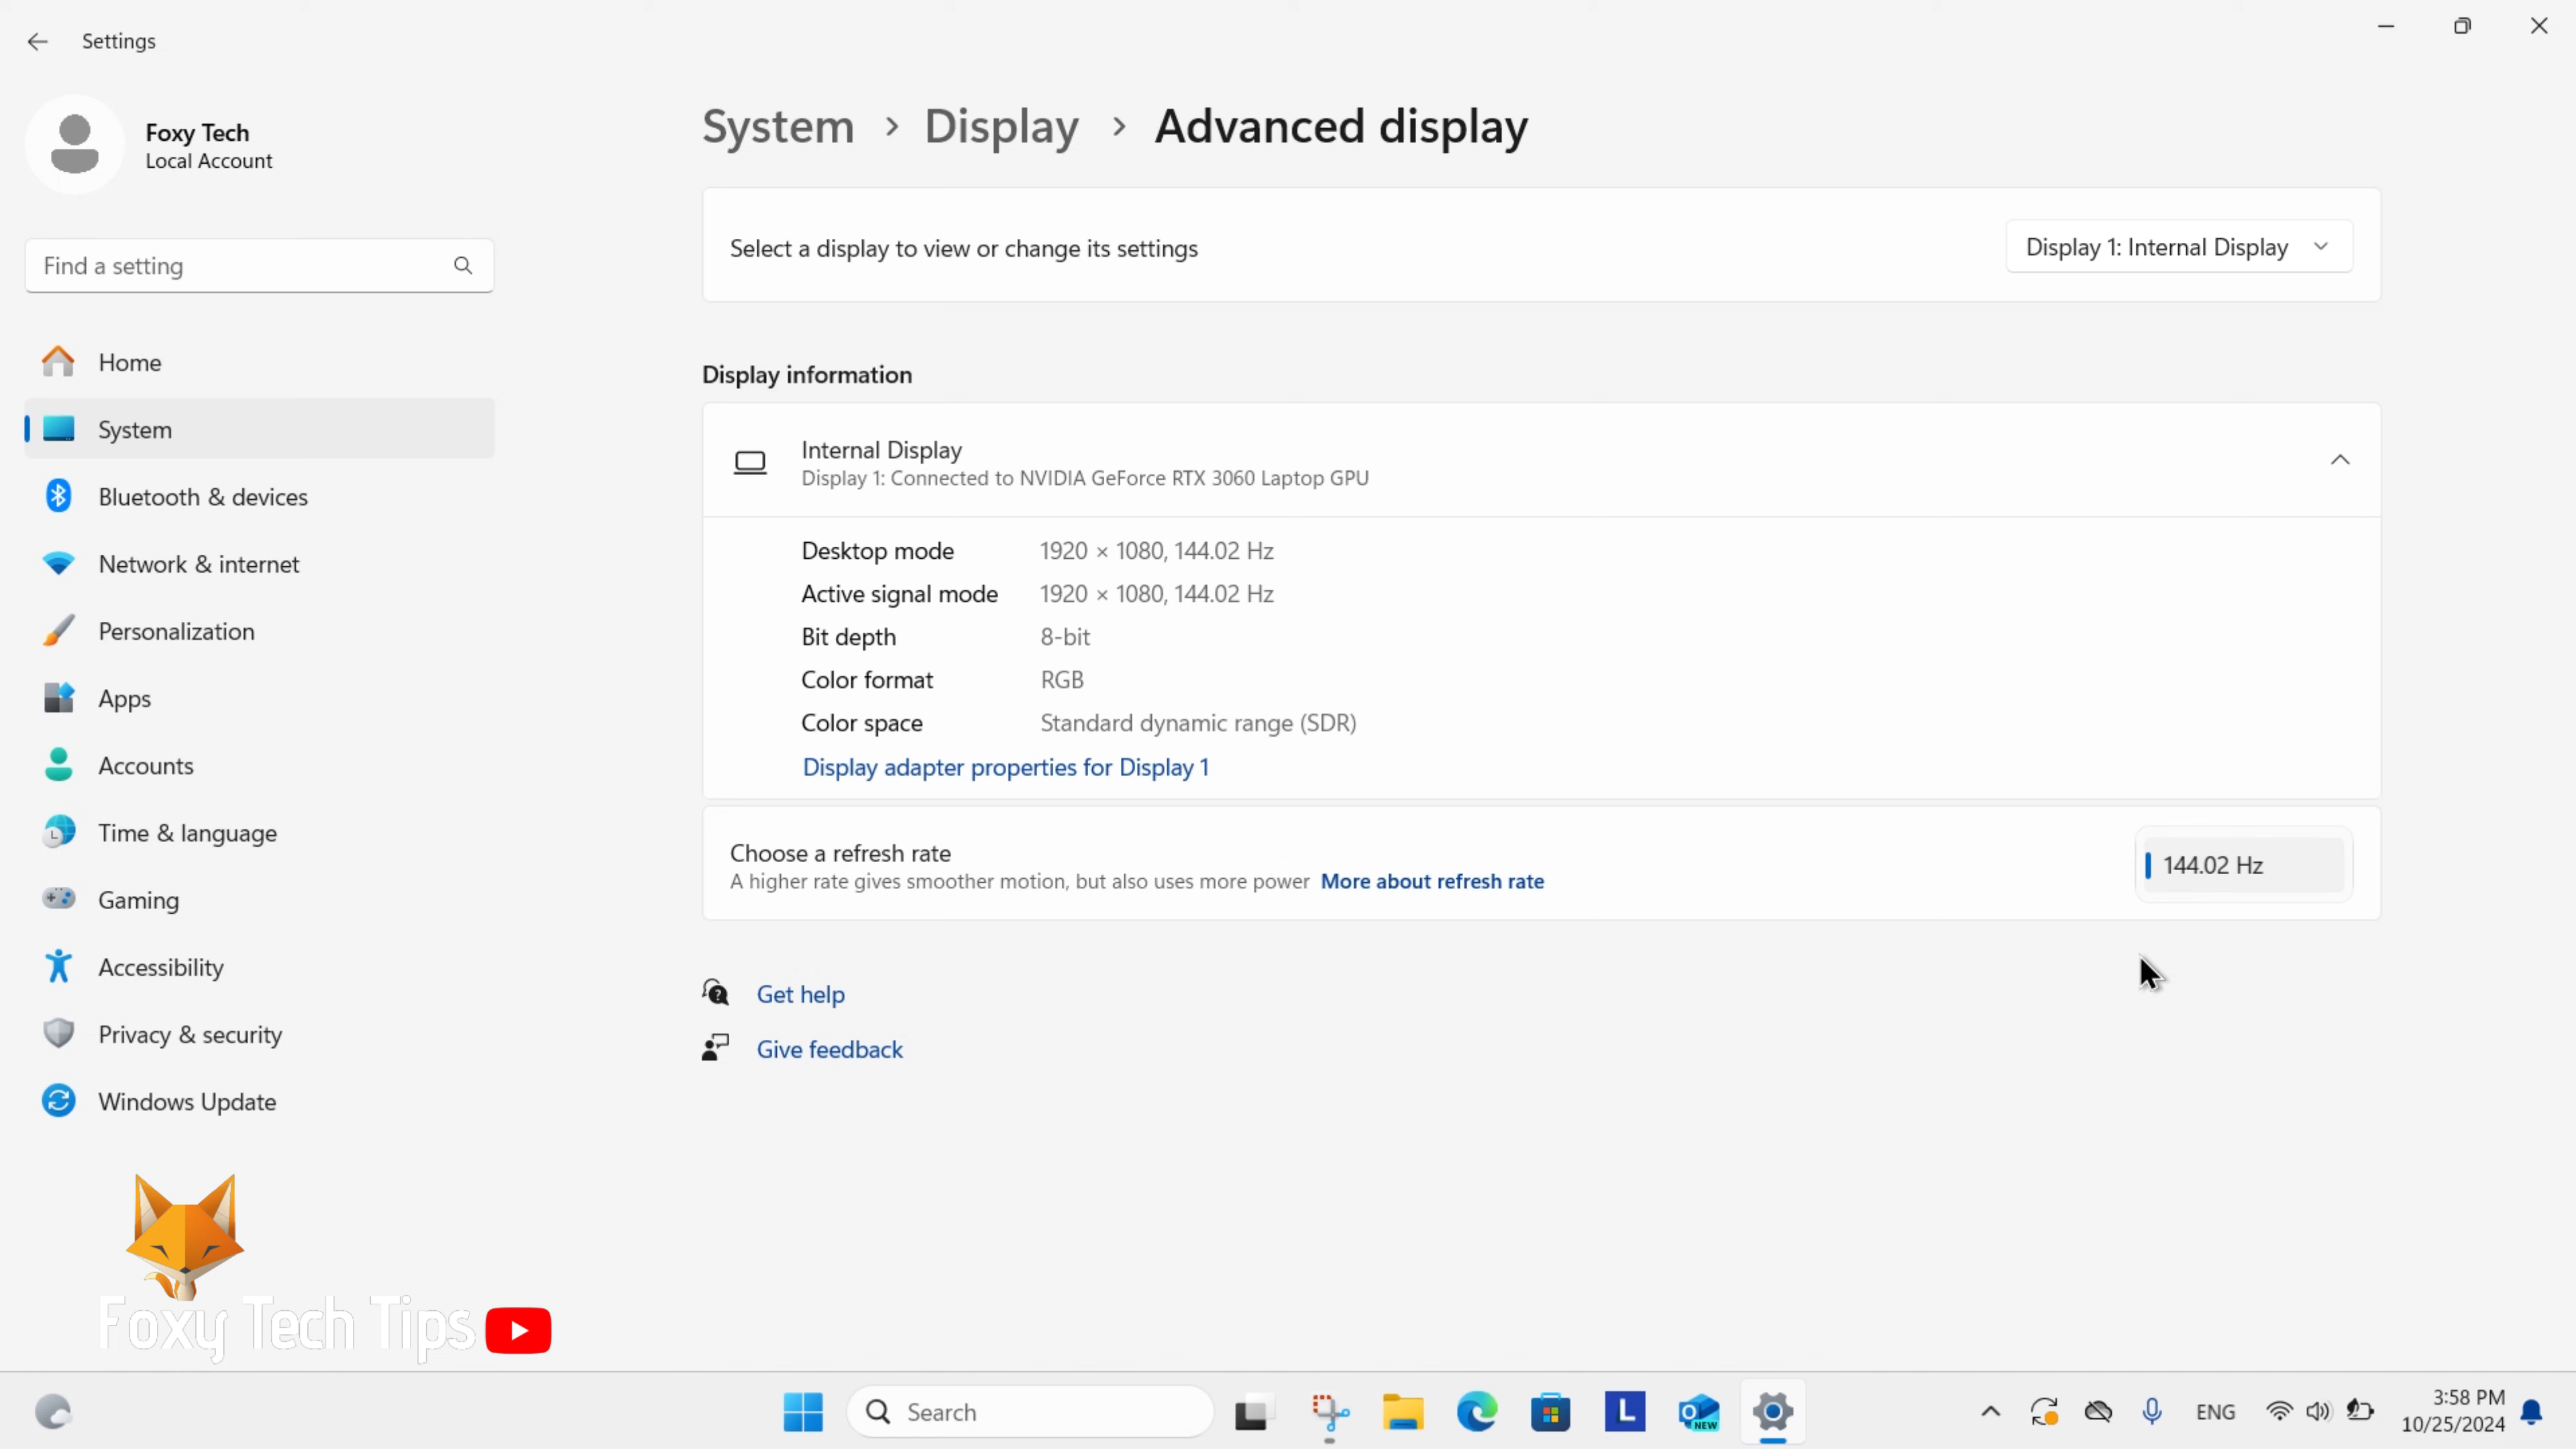 Settings
Foxy Tech
Local Account
Find a setting
Home
System
Bluetooth & devices
Network & internet
Personalization
Apps
Accounts
Time & language
Gaming
Accessibility
Privacy & security
Windows Update
System > Display > Advanced display
Select a display to view or change its settings
Display 1: Internal Display
Display information
Internal Display
Display 1: Connected to NVIDIA GeForce RTX 3060 Laptop GPU
Desktop mode 1920 × 1080, 144.02 Hz
Active signal mode 1920 × 1080, 144.02 Hz
Bit depth 8-bit
Color format RGB
Color space Standard dynamic range (SDR)
Display adapter properties for Display 1
Choose a refresh rate
A higher rate gives smoother motion, but also uses more power More about refresh rate
144.02 Hz
Get help
Give feedback
Foxy Tech Tips
Search
L
O
NEW
ENG
3:58 PM
10/25/2024